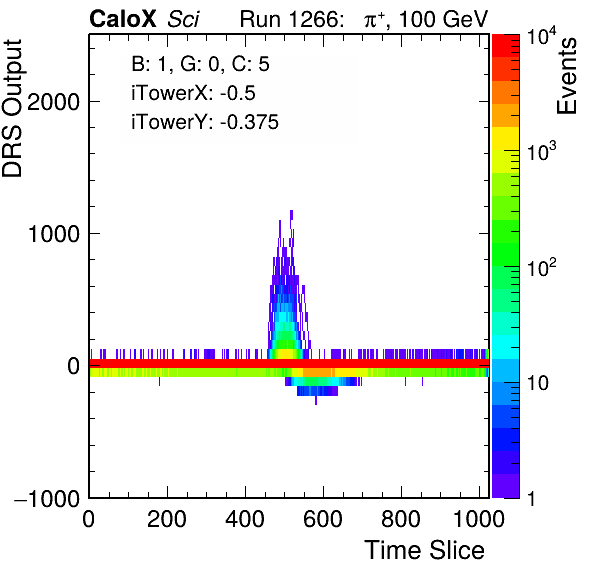 CaloX Sci Run 1266: π⁺, 100 GeV
B: 1, G: 0, C: 5
iTowerX: -0.5
iTowerY: -0.375
DRS Output
2000
1000
0
−1000
0 200 400 600 800 1000
Time Slice
10⁴
10³
10²
10
1
Events